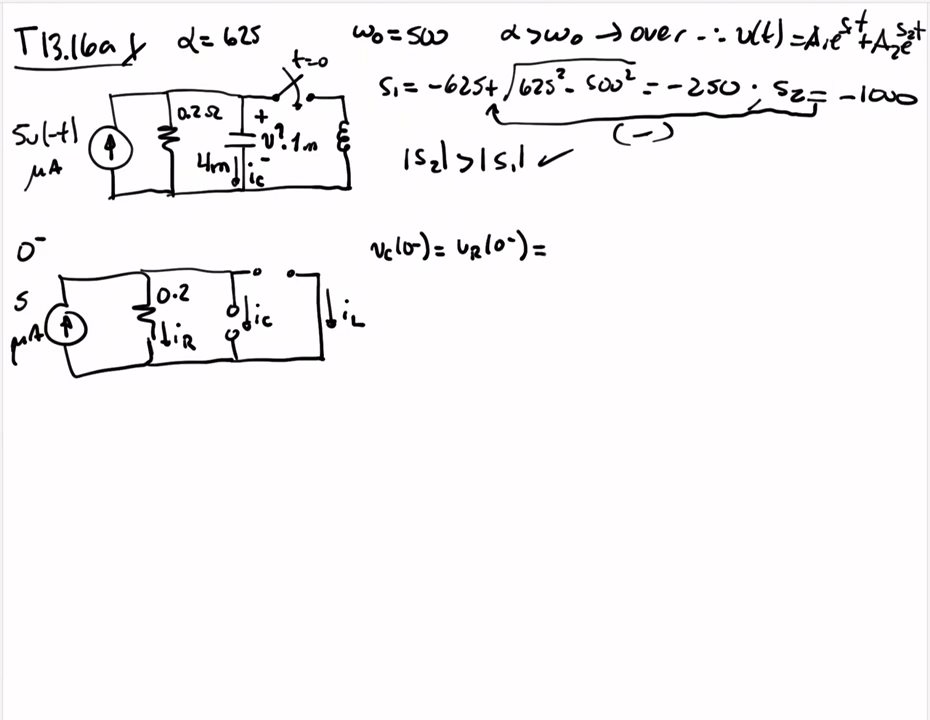 T13.16a α=625 ω₀=500 α>ω₀ → over ∴ v(t)=A₁e^s₁t+A₂e^s₂t
S₁=-625+√625²-500² = -250. S₂=-1000
(-)
|S₂|>|S₁| ✓
t=0
5u(-t)
μA
0.2Ω
+
v?
-
1m
4m
ic
0⁻
vc(0⁻)=vR(0⁻)=
5
μA
0.2
iR
ic
iL